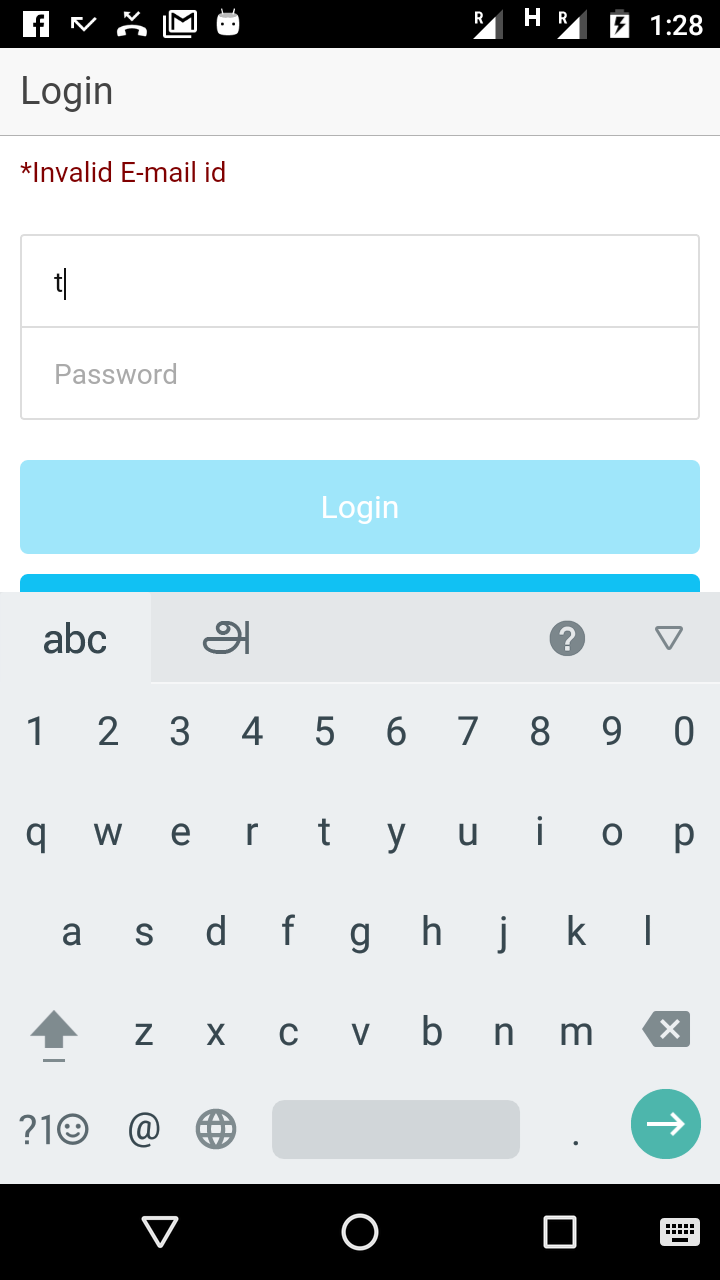 R H R 1:28
Login
*Invalid E-mail id
t
Password
Login
abc அ
1 2 3 4 5 6 7 8 9 0
q w e r t y u i o p
a s d f g h j k l
z x c v b n m
?1 @ .